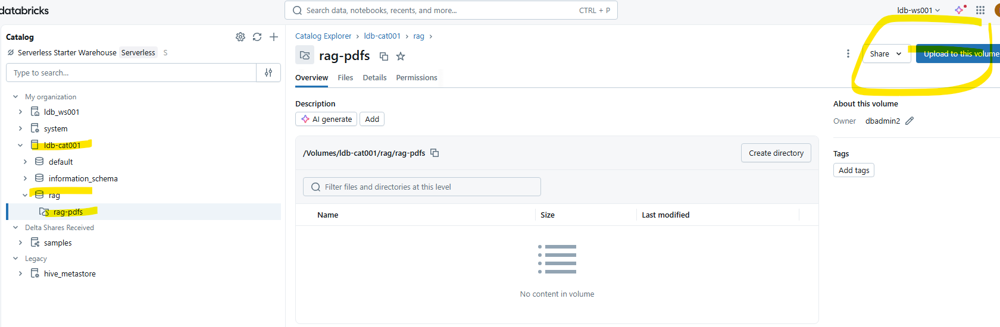 databricks
Search data, notebooks, recents, and more...
CTRL + P
ldb-ws001
Catalog
Serverless Starter Warehouse Serverless S
Type to search...
My organization
ldb_ws001
system
ldb-cat001
default
information_schema
rag
rag-pdfs
Delta Shares Received
samples
Legacy
hive_metastore
Catalog Explorer > ldb-cat001 > rag >
rag-pdfs
Share
Upload to this volume
Overview Files Details Permissions
Description
AI generate Add
/Volumes/ldb-cat001/rag/rag-pdfs
Create directory
Filter files and directories at this level
Name Size Last modified
No content in volume
About this volume
Owner dbadmin2
Tags
Add tags